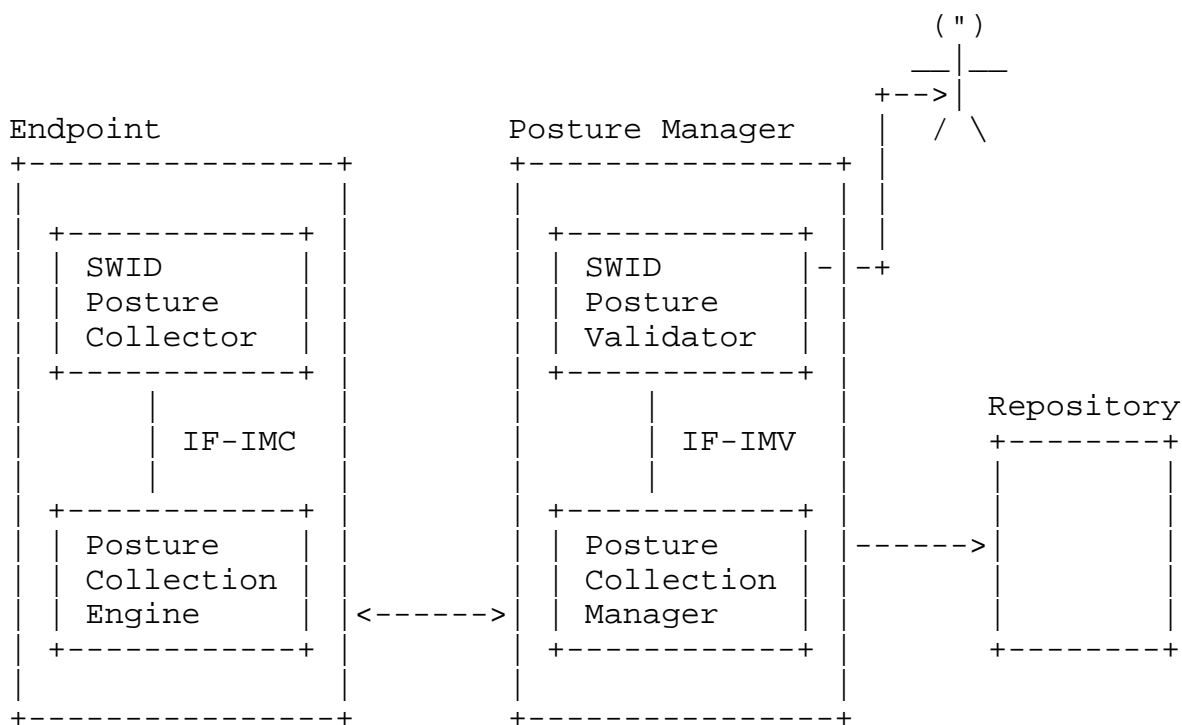 Endpoint
Posture Manager
SWID
Posture
Collector
SWID
Posture
Validator
IF-IMC
IF-IMV
Repository
Posture
Collection
Engine
Posture
Collection
Manager